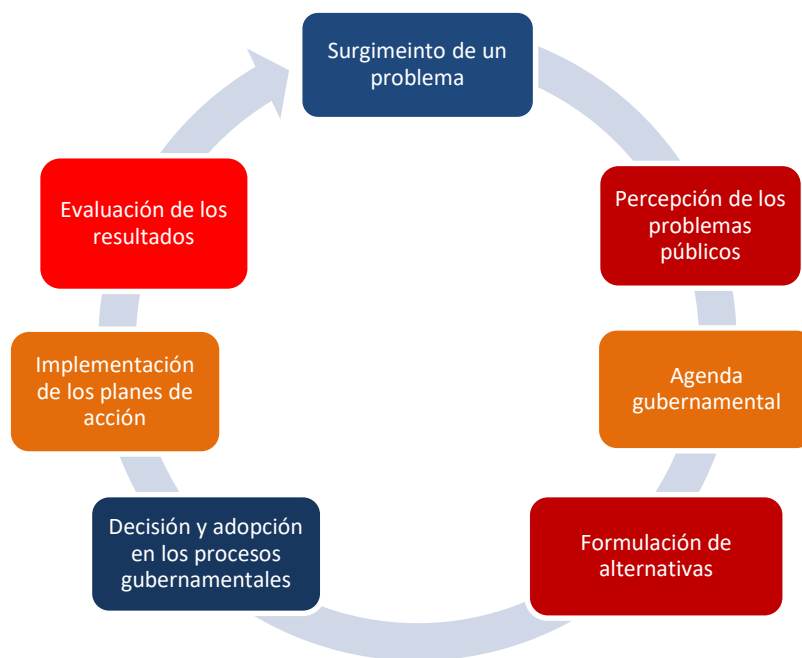 Surgimeinto de un
problema
Percepción de los
problemas
públicos
Agenda
gubernamental
Formulación de
alternativas
Decisión y adopción
en los procesos
gubernamentales
Implementación
de los planes de
acción
Evaluación de los
resultados